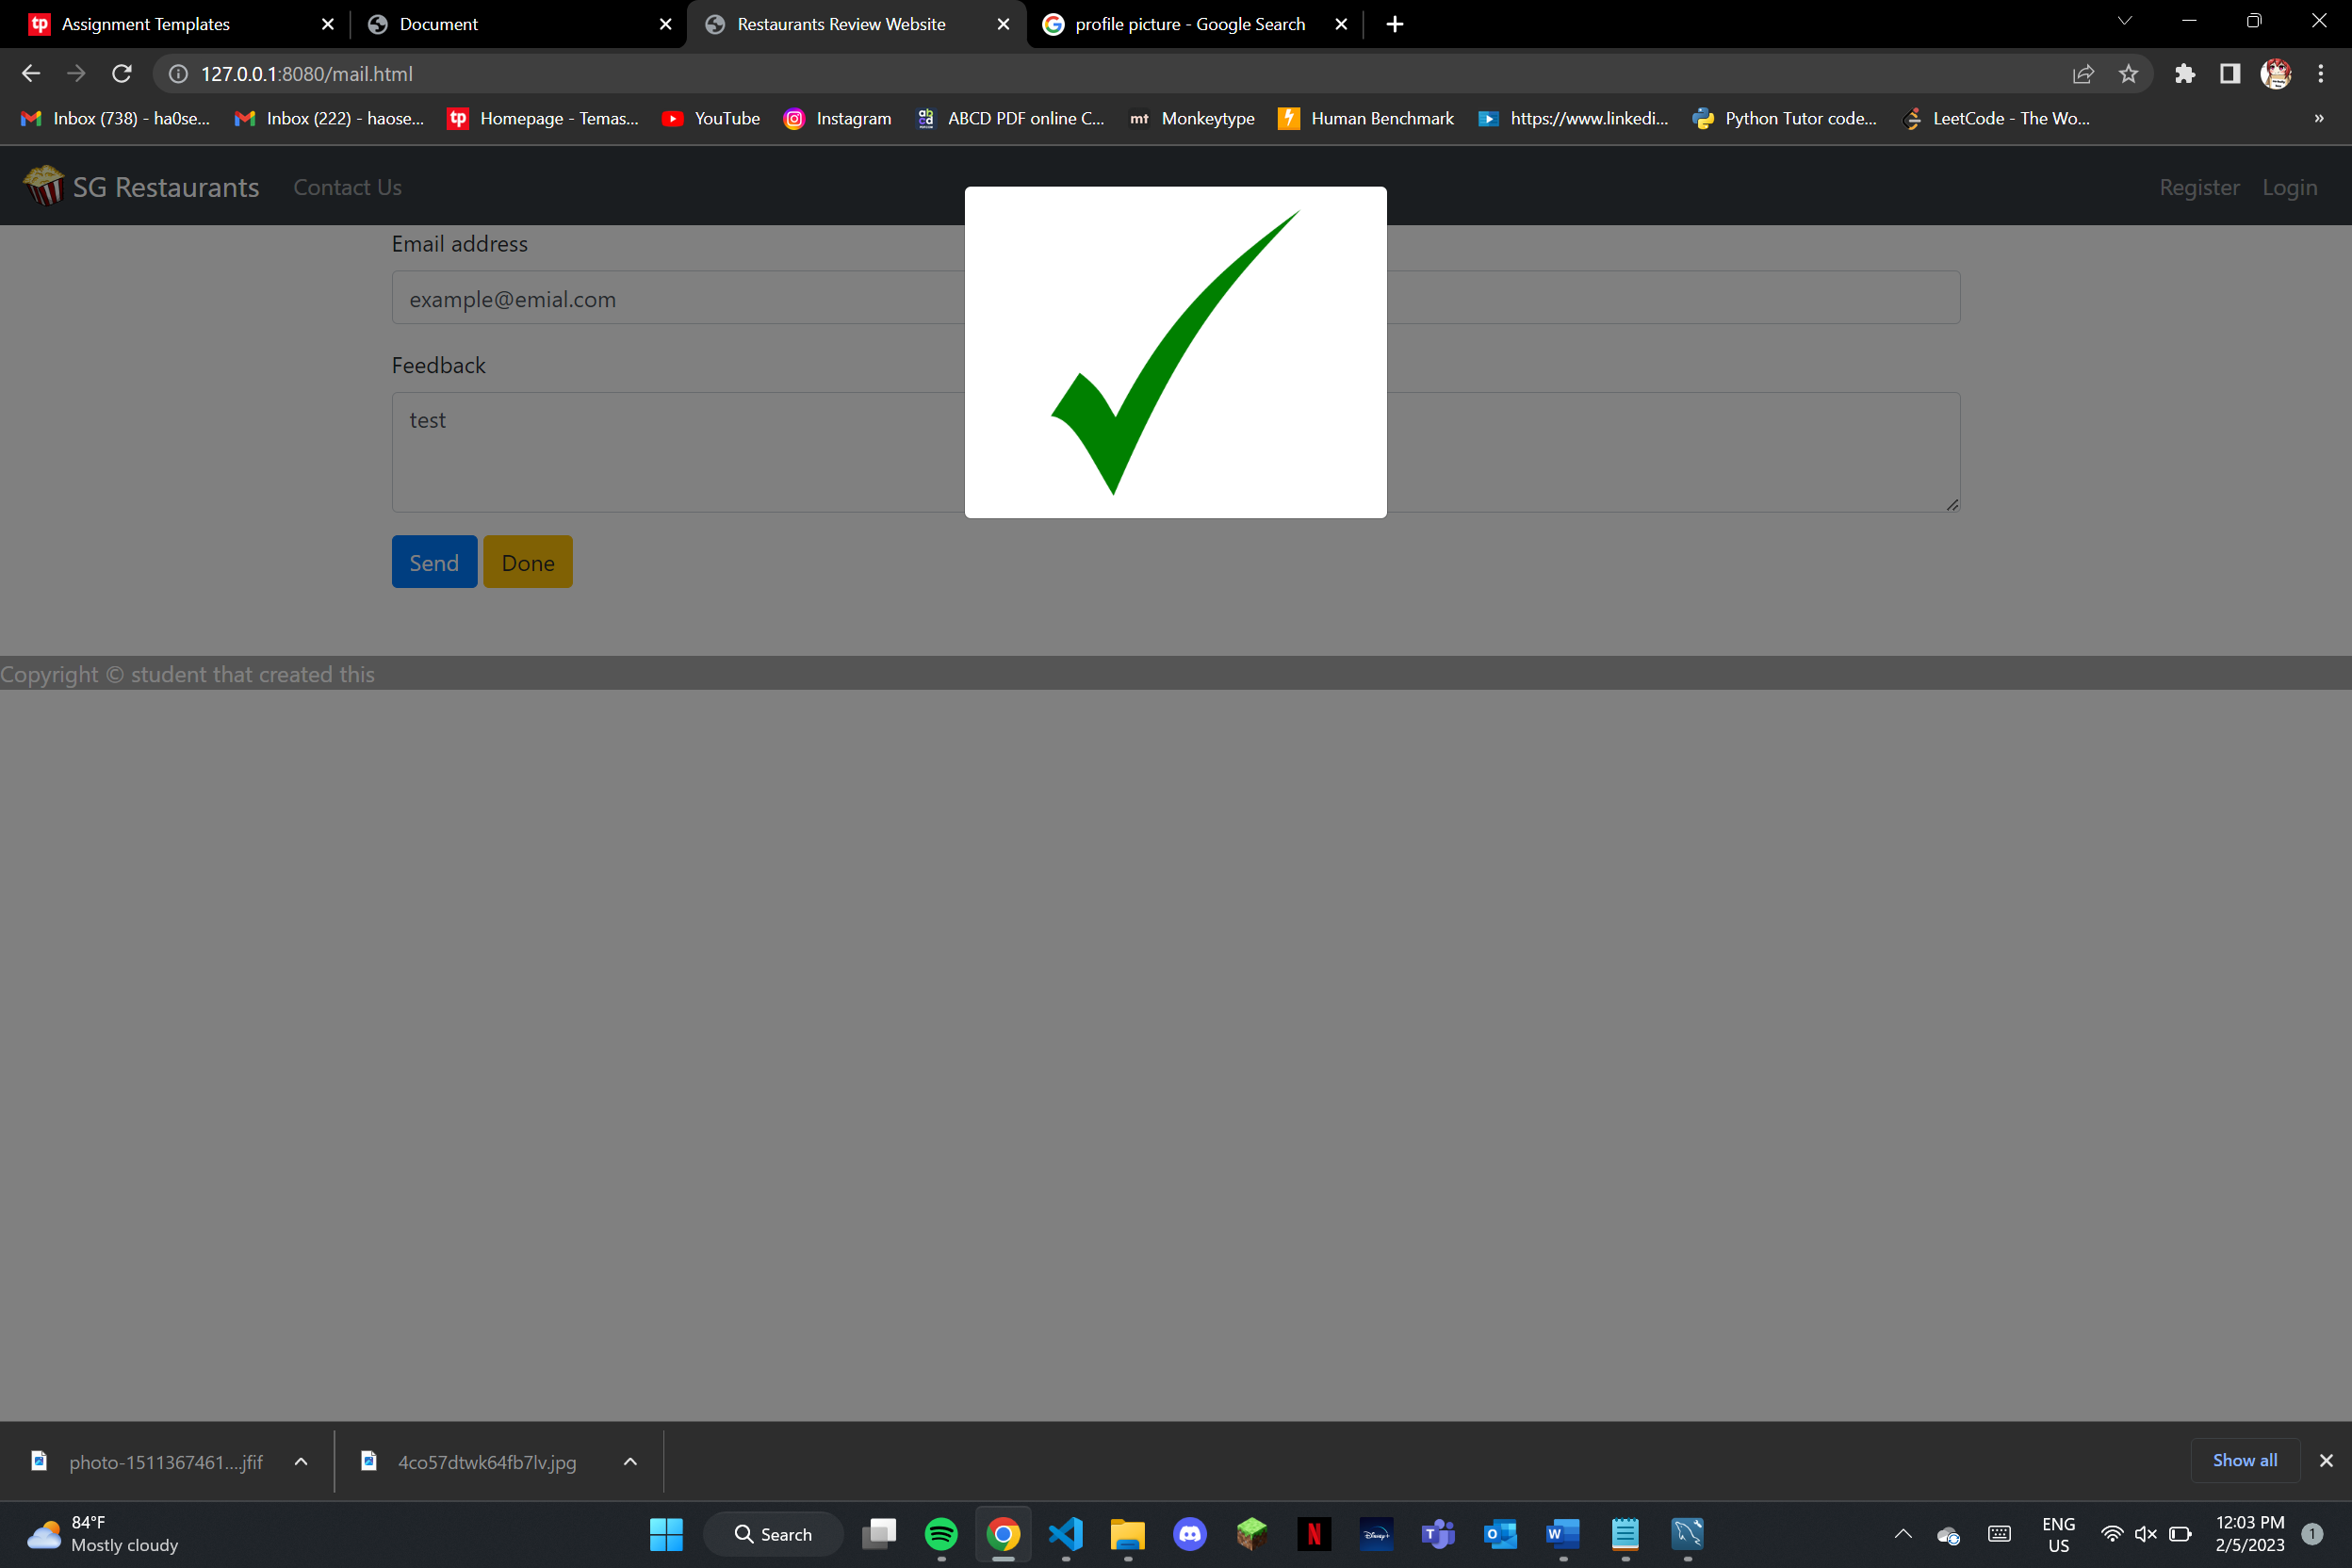 tp Assignment Templates
Document
Restaurants Review Website
profile picture - Google Search
127.0.0.1:8080/mail.html
Inbox (738) - ha0se...
Inbox (222) - haose...
tp Homepage - Temas...
YouTube
Instagram
ABCD PDF online C...
mt Monkeytype
Human Benchmark
https://www.linkedi...
Python Tutor code...
LeetCode - The Wo...
»
SG Restaurants
Contact Us
Register
Login
Email address
example@emial.com
Feedback
test
Send
Done
Copyright © student that created this
photo-1511367461....jfif
4co57dtwk64fb7lv.jpg
Show all
84°F
Mostly cloudy
Search
N
Disney+
T
O
W
ENG
US
12:03 PM
2/5/2023
1